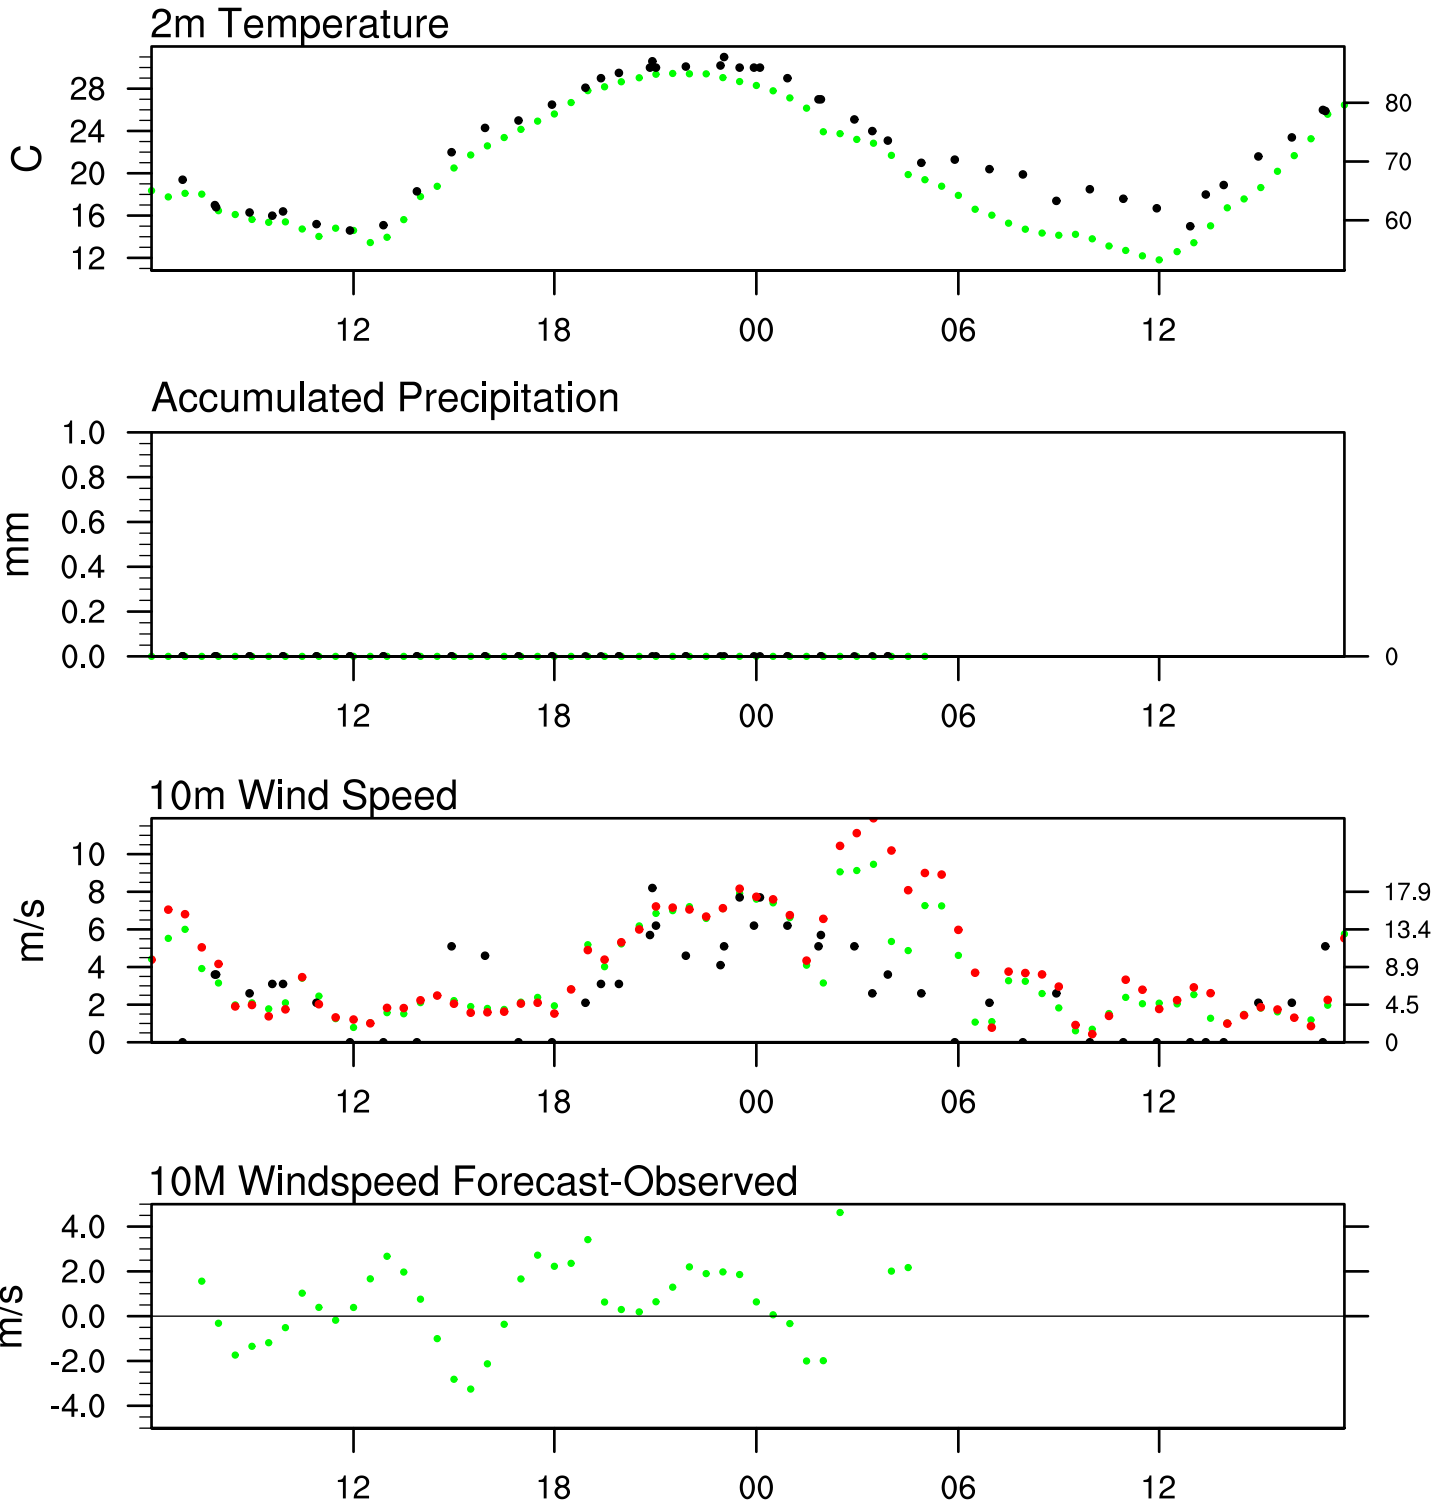 2m Temperature
C
28
24
20
16
12
80
70
60
12 18 00 06 12
Accumulated Precipitation
mm
1.0
0.8
0.6
0.4
0.2
0.0
0
12 18 00 06 12
10m Wind Speed
m/s
10
8
6
4
2
0
17.9
13.4
8.9
4.5
0
12 18 00 06 12
10M Windspeed Forecast-Observed
m/s
4.0
2.0
0.0
-2.0
-4.0
12 18 00 06 12